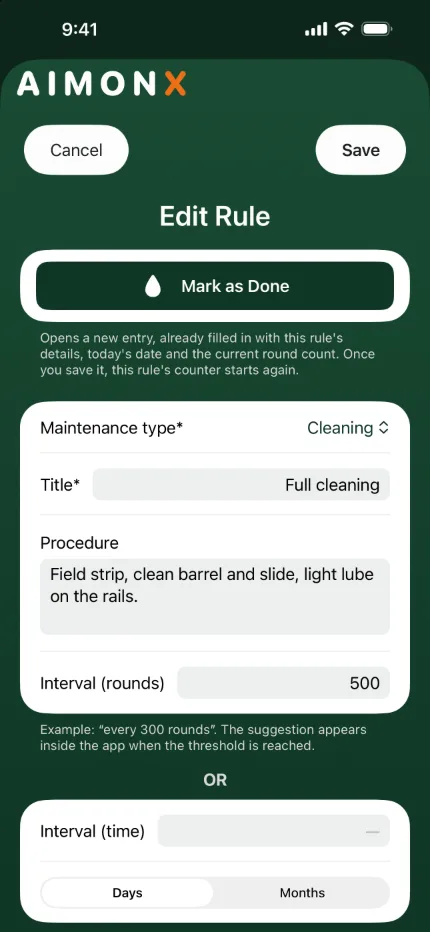 9:41
AIMONX
Cancel
Save
Edit Rule
Mark as Done
Opens a new entry, already filled in with this rule's
details, today's date and the current round count. Once
you save it, this rule's counter starts again.
Maintenance type*
Cleaning
Title*
Full cleaning
Procedure
Field strip, clean barrel and slide, light lube
on the rails.
Interval (rounds)
500
Example: “every 300 rounds”. The suggestion appears
inside the app when the threshold is reached.
OR
Interval (time)
—
Days
Months